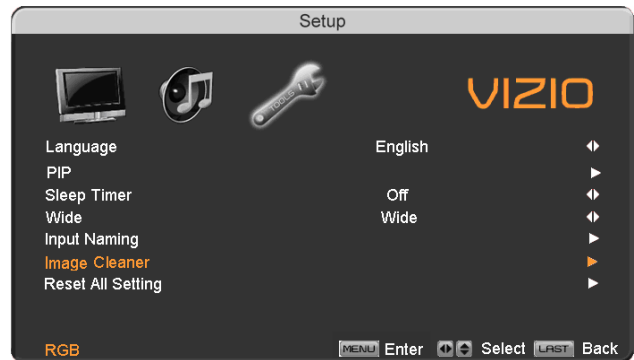 Setup
TOOLS
VIZIO
Language English
PIP
Sleep Timer Off
Wide Wide
Input Naming
Image Cleaner
Reset All Setting
RGB MENU Enter Select LAST Back